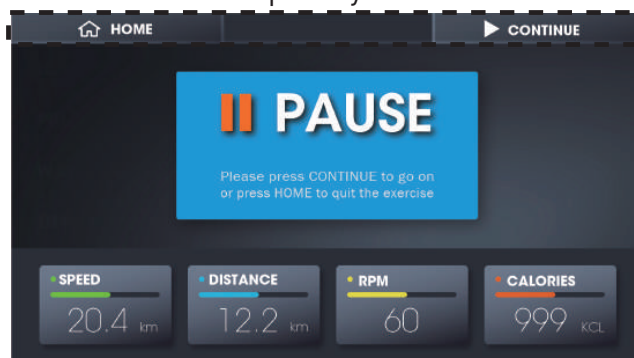 HOME
CONTINUE
PAUSE
Please press CONTINUE to go on
or press HOME to quit the exercise
SPEED
20.4 km
DISTANCE
12.2 km
RPM
60
CALORIES
999 KCL